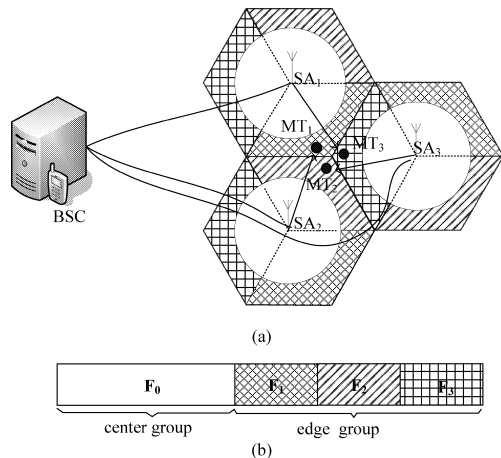 SA₁
MT₁
MT₃
SA₃
MT₂
BSC
SA₂
(a)
F₀ F₁ F₂ F₃
center group edge group
(b)